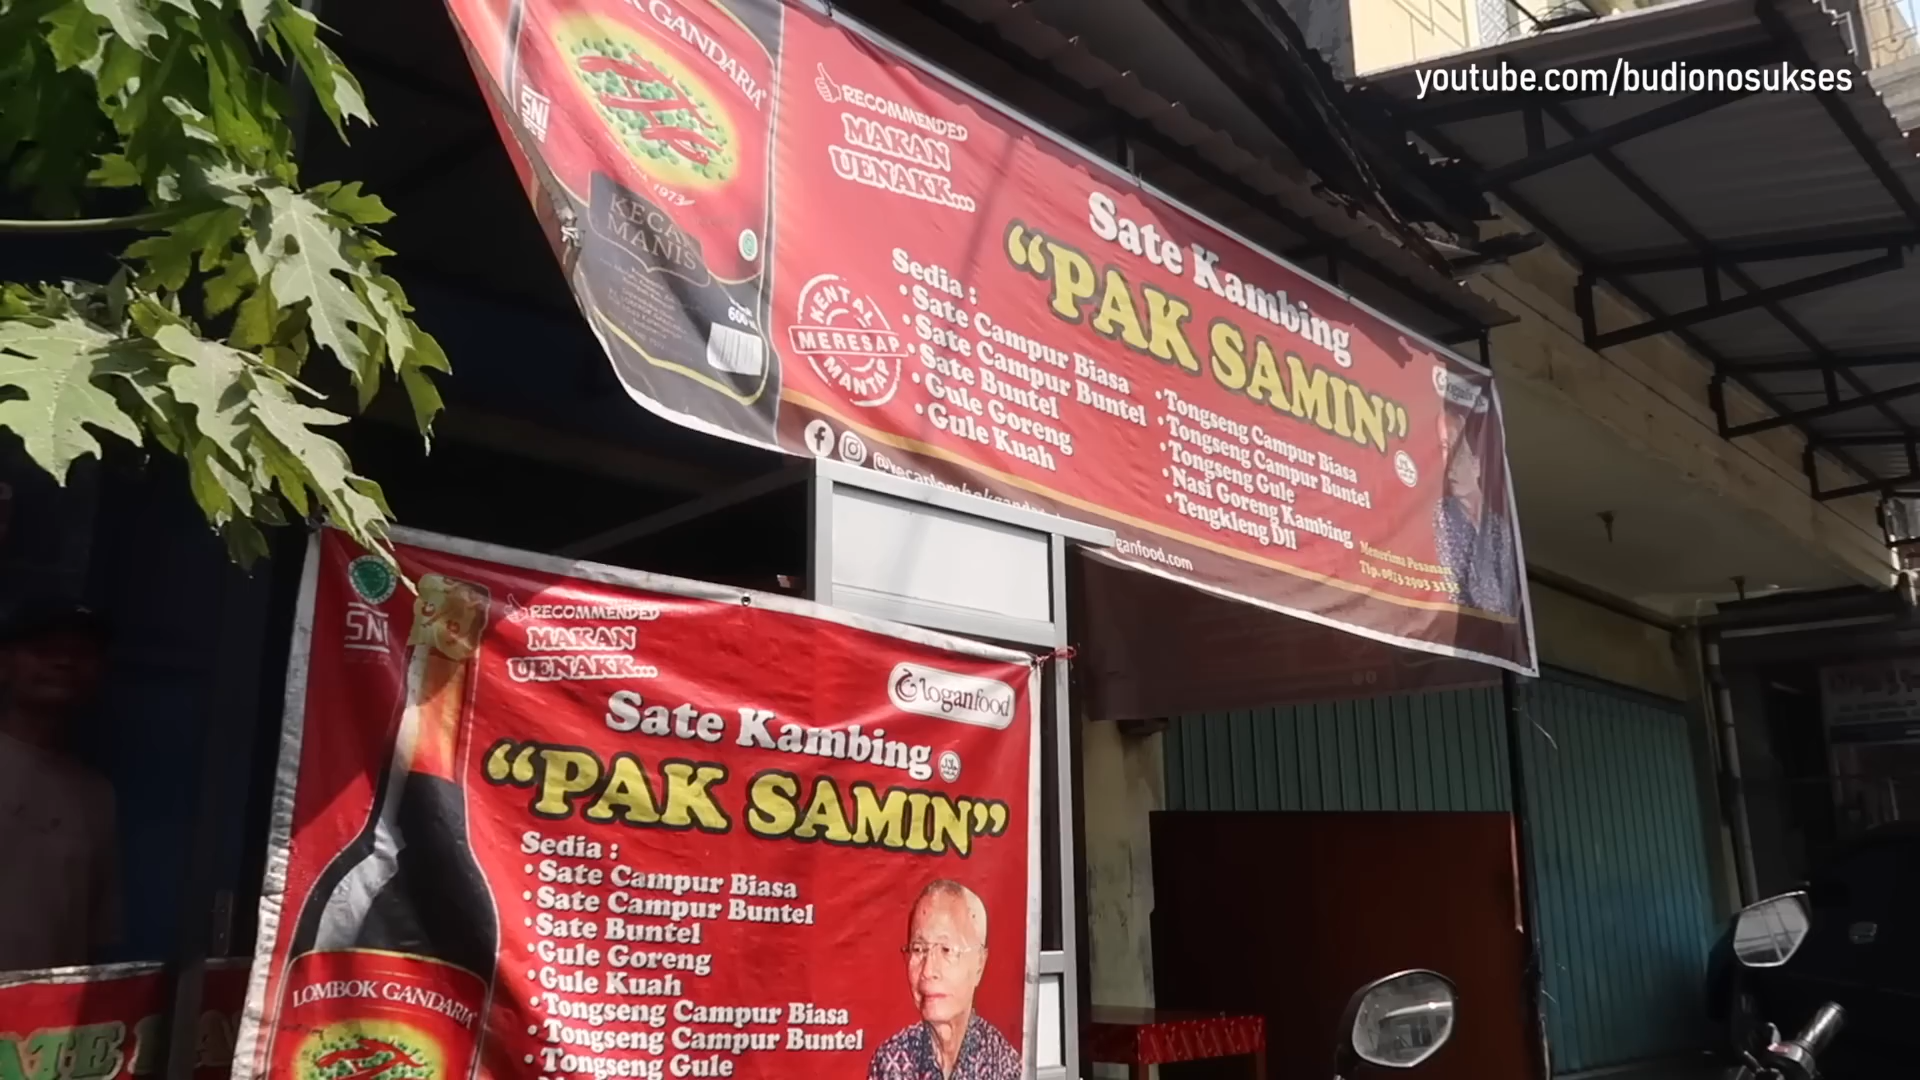 youtube.com/budionosukses
K GANDARIA
SNI
1973
KECAP
MANIS
600
RECOMMENDED
MAKAN
UENAKK...
KENTAL
MERESAP
MANTAP
Sate Kambing
"PAK SAMIN"
Sedia :
• Sate Campur Biasa
• Sate Campur Buntel
• Sate Buntel
• Gule Goreng
• Gule Kuah
• Tongseng Campur Biasa
• Tongseng Campur Buntel
• Tongseng Gule
• Nasi Goreng Kambing
• Tengkleng Dll
Menerima Pesanan
ganfood.com
SNI
RECOMMENDED
MAKAN
UENAKK...
loganfood
Sate Kambing
"PAK SAMIN"
Sedia :
• Sate Campur Biasa
• Sate Campur Buntel
• Sate Buntel
• Gule Goreng
• Gule Kuah
• Tongseng Campur Biasa
• Tongseng Campur Buntel
• Tongseng Gule
LOMBOK GANDARIA